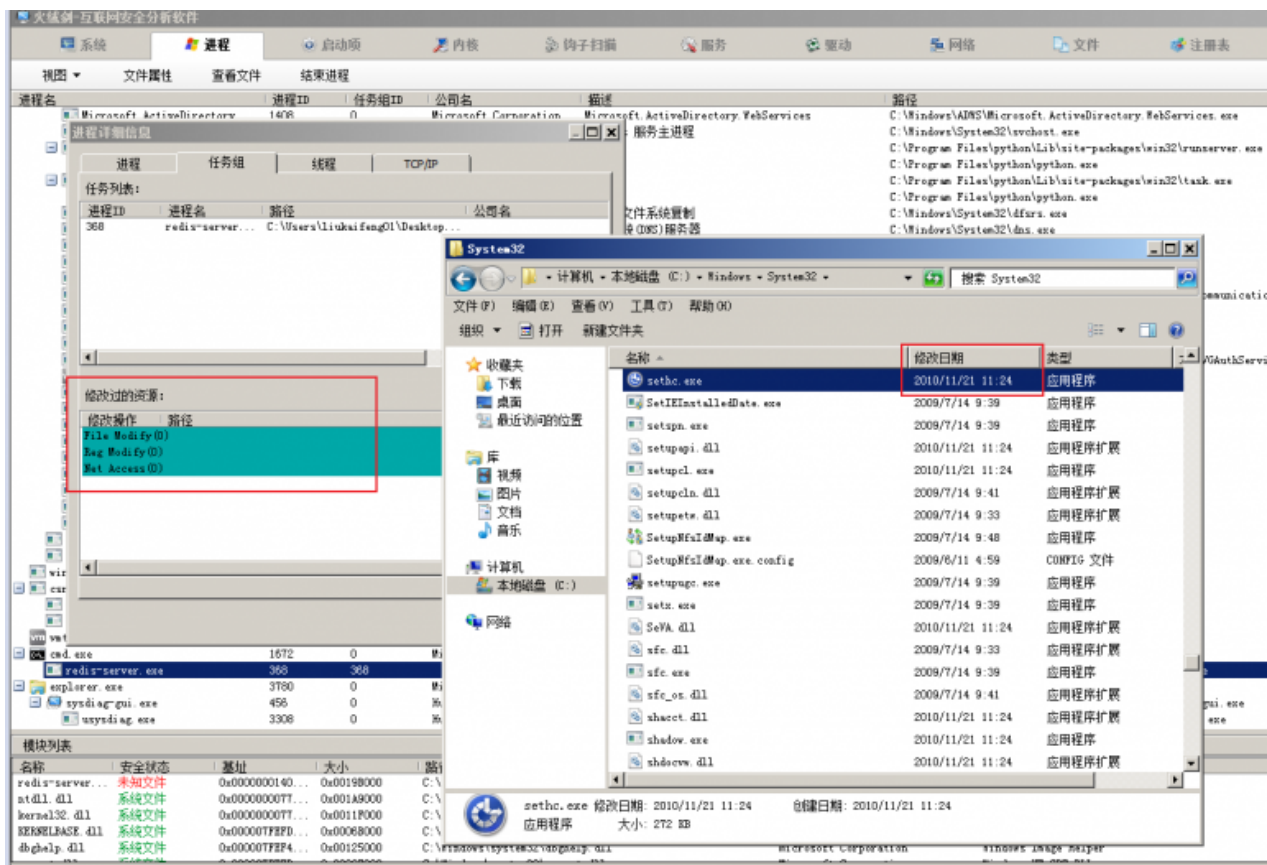 火绒剑-互联网安全分析软件
系统 进程 启动项 内核 钩子扫描 服务 驱动 网络 文件 注册表
视图 文件属性 查看文件 结束进程
进程名 进程ID 任务组ID 公司名 描述 路径
Microsoft.ActiveDirectory 1408 0 Microsoft Corporation Microsoft.ActiveDirectory.WebServices C:\Windows\ADWS\Microsoft.ActiveDirectory.WebServices.exe
服务主进程 C:\Windows\System32\svchost.exe
C:\Program Files\python\Lib\site-packages\win32\runserver.exe
C:\Program Files\python\python.exe
C:\Program Files\python\Lib\site-packages\win32\task.exe
C:\Program Files\python\python.exe
文件系统复制 C:\Windows\System32\dfsrs.exe
(DNS)服务器 C:\Windows\System32\dns.exe
进程详细信息
进程 任务组 线程 TCP/IP
任务列表:
进程ID 进程名 路径 公司名
368 redis-server... C:\Users\liukaifeng01\Desktop...
修改过的资源:
修改操作 路径
File Modify(0)
Reg Modify(0)
Net Access(0)
cmd.exe 1672 0
redis-server.exe 368 368
explorer.exe 3780 0
sysdiag-gui.exe 456 0
usysdiag.exe 3308 0
System32
计算机 本地磁盘 (C:) Windows System32 搜索 System32
文件(F) 编辑(E) 查看(V) 工具(T) 帮助(H)
组织 打开 新建文件夹
收藏夹
下载
桌面
最近访问的位置
库
视频
图片
文档
音乐
计算机
本地磁盘 (C:)
网络
名称 修改日期 类型
sethc.exe 2010/11/21 11:24 应用程序
SetIEInstalledDate.exe 2009/7/14 9:39 应用程序
setspn.exe 2009/7/14 9:39 应用程序
setupapi.dll 2010/11/21 11:24 应用程序扩展
setupcl.exe 2010/11/21 11:24 应用程序
setupcln.dll 2009/7/14 9:41 应用程序扩展
setupetw.dll 2009/7/14 9:33 应用程序扩展
SetupNfsIdMap.exe 2009/7/14 9:48 应用程序
SetupNfsIdMap.exe.config 2009/6/11 4:59 CONFIG 文件
setupugc.exe 2009/7/14 9:39 应用程序
setx.exe 2009/7/14 9:39 应用程序
SeVA.dll 2010/11/21 11:24 应用程序扩展
sfc.dll 2009/7/14 9:33 应用程序扩展
sfc.exe 2009/7/14 9:39 应用程序
sfc_os.dll 2009/7/14 9:41 应用程序扩展
shacct.dll 2010/11/21 11:24 应用程序扩展
shadow.exe 2010/11/21 11:24 应用程序
shdocvw.dll 2010/11/21 11:24 应用程序扩展
sethc.exe 修改日期: 2010/11/21 11:24 创建日期: 2010/11/21 11:24
应用程序 大小: 272 KB
模块列表
名称 安全状态 基址 大小
redis-server... 未知文件 0x0000000140... 0x00198000 C:\
ntdll.dll 系统文件 0x0000000077... 0x001A9000 C:\
kernel32.dll 系统文件 0x0000000077... 0x0011F000 C:\
KERNELBASE.dll 系统文件 0x000007FEFD... 0x00068000 C:\
dbghelp.dll 系统文件 0x000007FEF4... 0x00125000 C:\Windows\system32\dbghelp.dll Microsoft Corporation Windows Image Helper